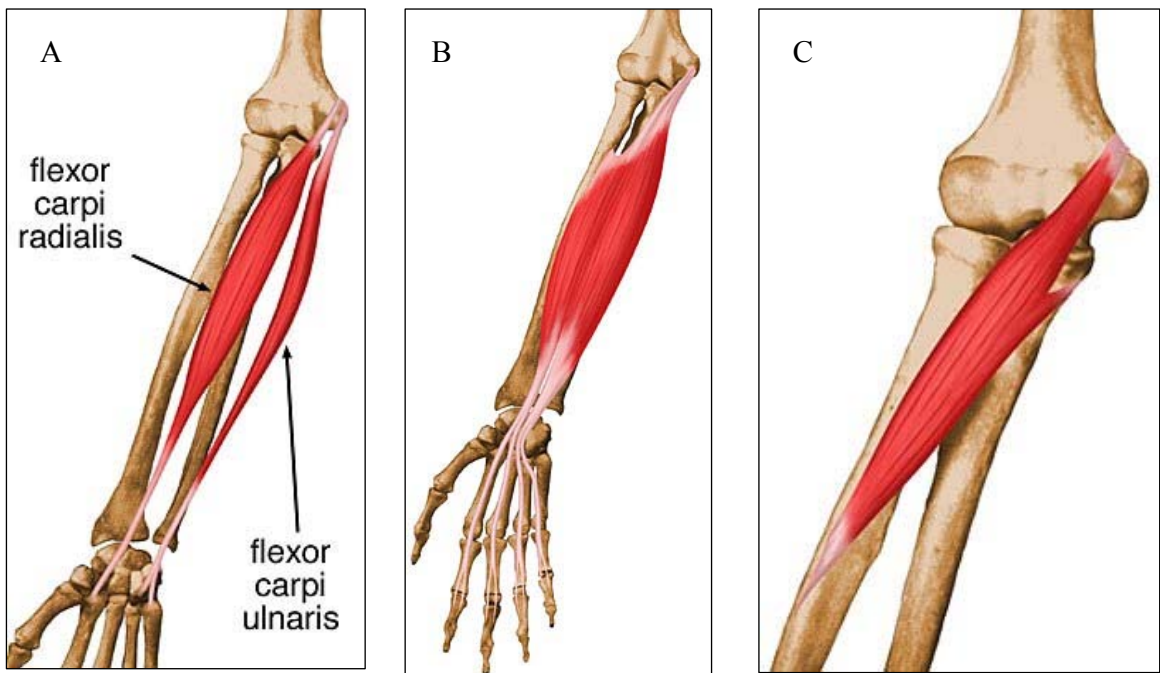 A
B
C
flexor
carpi
radialis
flexor
carpi
ulnaris